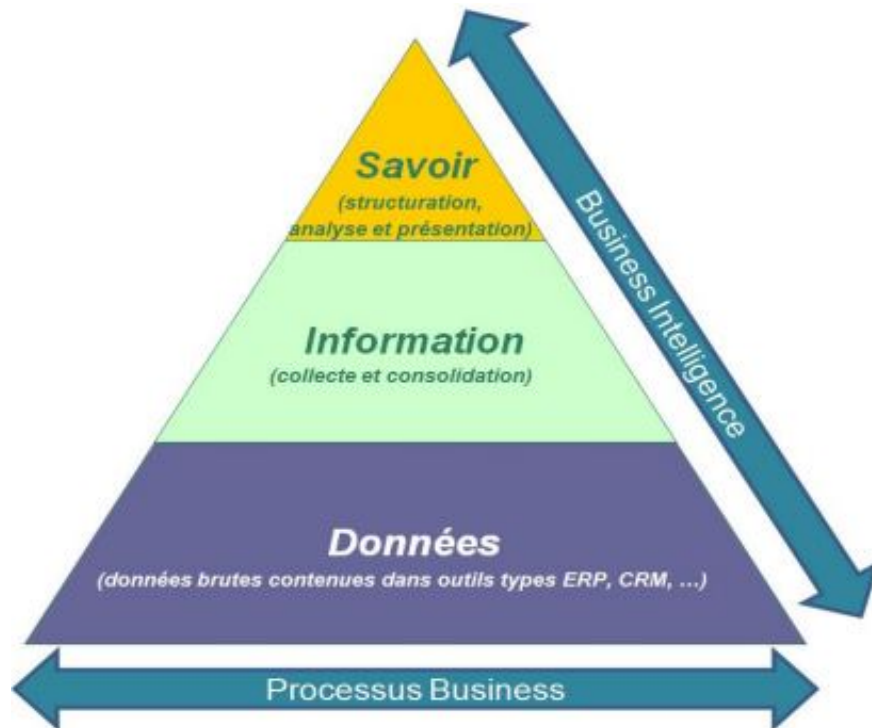 Savoir
(structuration,
analyse et présentation)
Information
(collecte et consolidation)
Données
(données brutes contenues dans outils types ERP, CRM, ...)
Business Intelligence
Processus Business